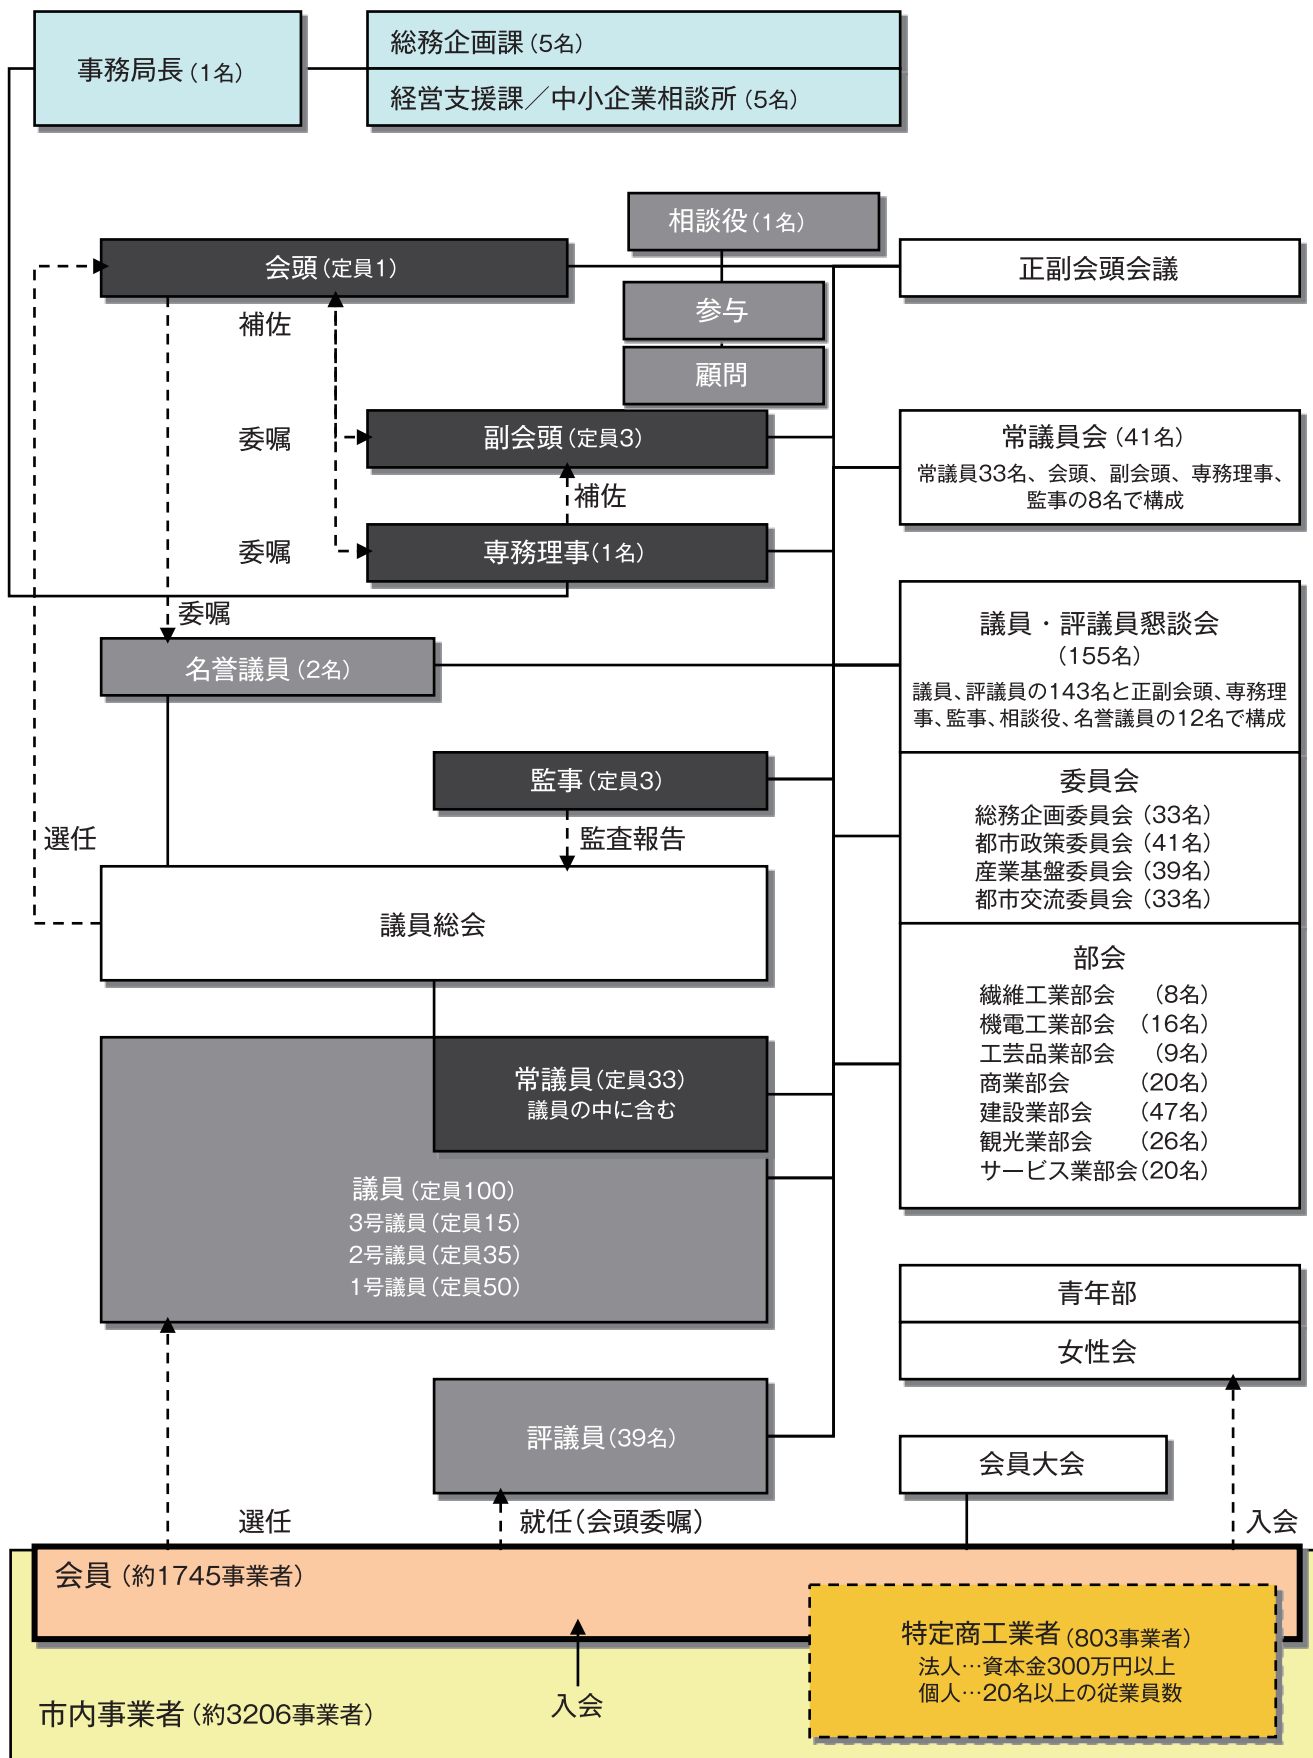 事務局長（1名）
総務企画課（5名）
経営支援課／中小企業相談所（5名）
相談役（1名）
会頭（定員1）
正副会頭会議
参与
補佐
顧問
副会頭（定員3）
委嘱
常議員会（41名）
常議員33名、会頭、副会頭、専務理事、
監事の8名で構成
補佐
専務理事（1名）
委嘱
委嘱
名誉議員（2名）
議員・評議員懇談会
（155名）
議員、評議員の143名と正副会頭、専務理
事、監事、相談役、名誉議員の12名で構成
監事（定員3）
選任
監査報告
委員会
総務企画委員会（33名）
都市政策委員会（41名）
産業基盤委員会（39名）
都市交流委員会（33名）
議員総会
部会
繊維工業部会（8名）
機電工業部会（16名）
工芸品業部会（9名）
商業部会（20名）
建設業部会（47名）
観光業部会（26名）
サービス業部会（20名）
常議員（定員33）
議員の中に含む
議員（定員100）
3号議員（定員15）
2号議員（定員35）
1号議員（定員50）
青年部
女性会
評議員（39名）
会員大会
選任
就任（会頭委嘱）
入会
会員（約1745事業者）
特定商工業者（803事業者）
法人…資本金300万円以上
個人…20名以上の従業員数
入会
市内事業者（約3206事業者）